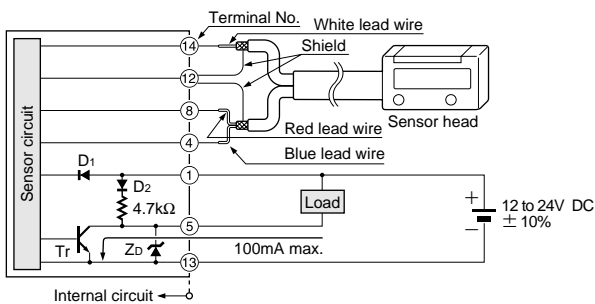 Terminal No.
White lead wire
Shield
14
12
8
4
1
5
13
Sensor circuit
Sensor head
Red lead wire
Blue lead wire
D1
D2
4.7kΩ
Load
+
−
12 to 24V DC
± 10%
Tr
ZD
100mA max.
Internal circuit